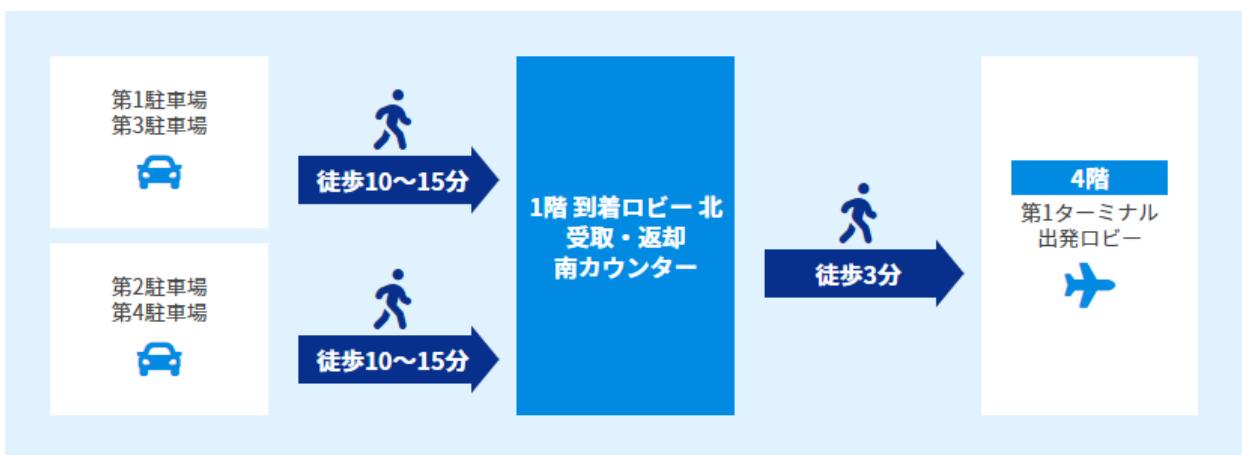 第1駐車場
第3駐車場
徒歩10〜15分
第2駐車場
第4駐車場
徒歩10〜15分
1階 到着ロビー 北
受取・返却
南カウンター
徒歩3分
4階
第1ターミナル
出発ロビー